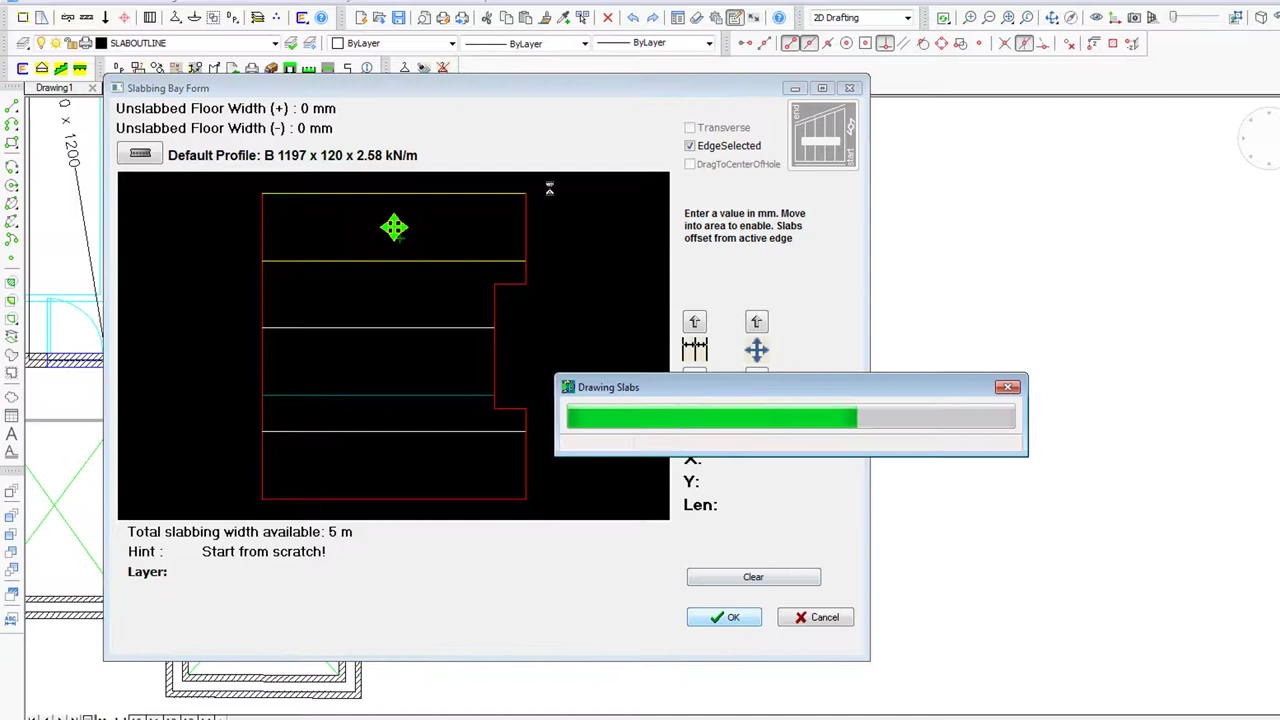 2D Drafting
SLABOUTLINE
ByLayer
ByLayer
ByLayer
Drawing1
x 1200
Slabbing Bay Form
Unslabbed Floor Width (+) : 0 mm
Unslabbed Floor Width (-) : 0 mm
Default Profile: B 1197 x 120 x 2.58 kN/m
Transverse
EdgeSelected
DragToCenterOfHole
end
start
Enter a value in mm. Move
into area to enable. Slabs
offset from active edge
Drawing Slabs
X:
Y:
Len:
Total slabbing width available: 5 m
Hint : Start from scratch!
Layer:
Clear
OK
Cancel